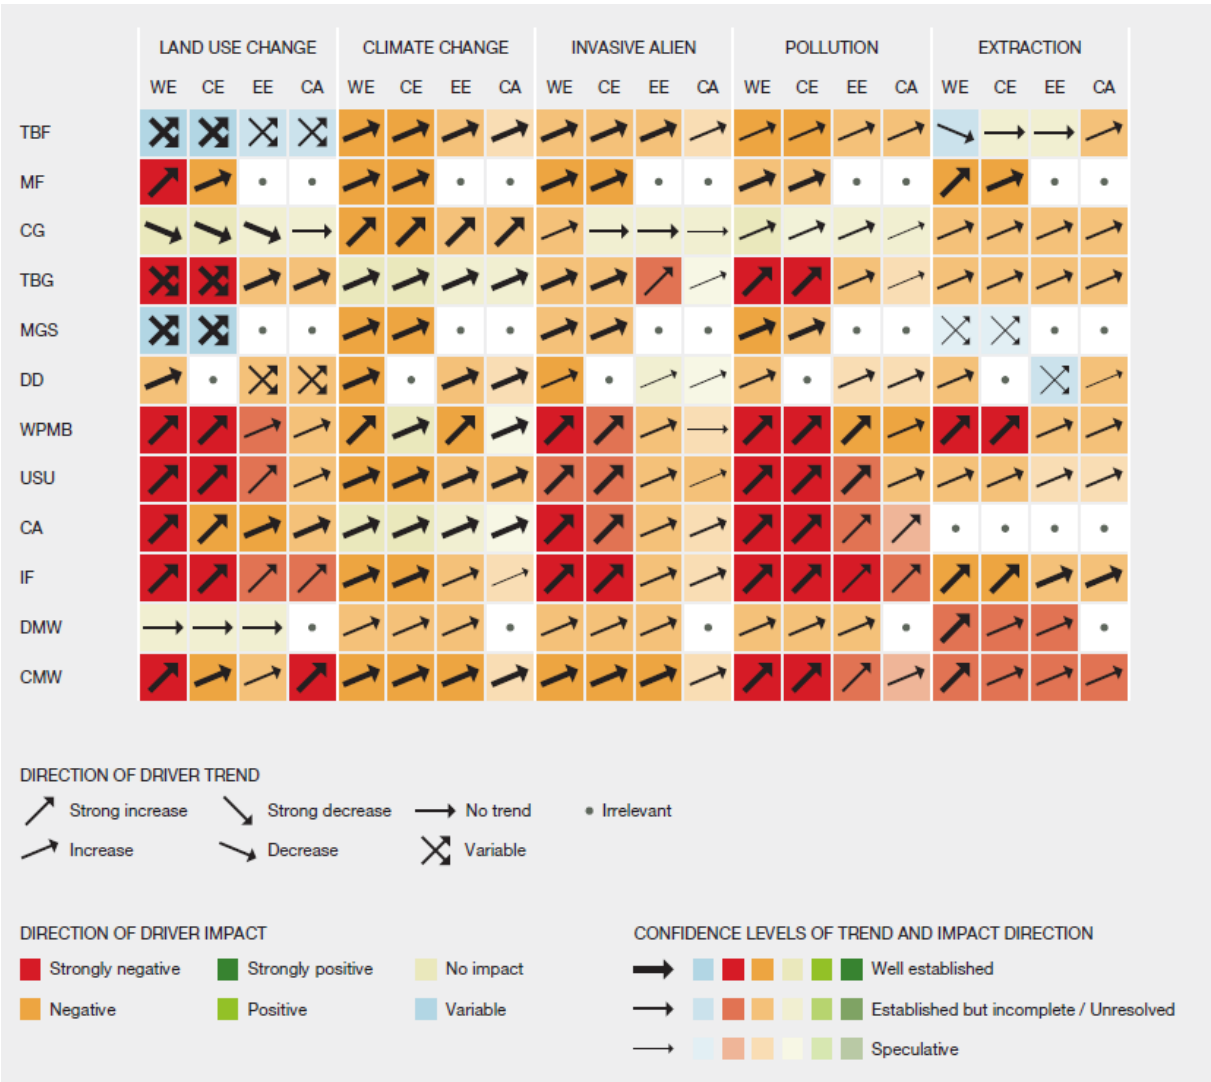 LAND USE CHANGE CLIMATE CHANGE INVASIVE ALIEN POLLUTION EXTRACTION
WE CE EE CA WE CE EE CA WE CE EE CA WE CE EE CA WE CE EE CA
TBF
MF
CG
TBG
MGS
DD
WPMB
USU
CA
IF
DMW
CMW
DIRECTION OF DRIVER TREND
Strong increase Strong decrease No trend Irrelevant
Increase Decrease Variable
DIRECTION OF DRIVER IMPACT CONFIDENCE LEVELS OF TREND AND IMPACT DIRECTION
Strongly negative Strongly positive No impact Well established
Negative Positive Variable Established but incomplete / Unresolved
Speculative